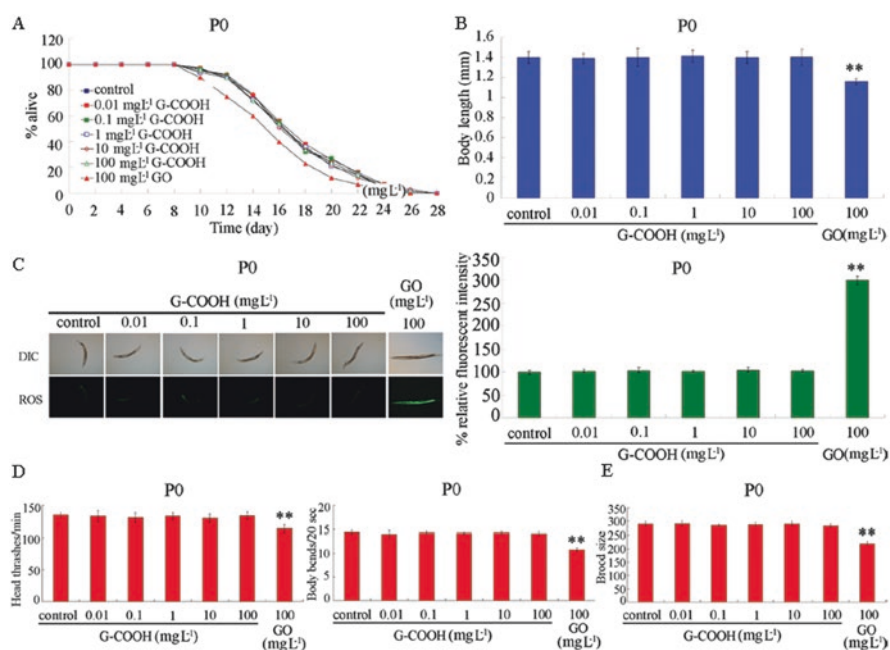 A
P0
% alive
120
100
80
60
40
20
0
control
0.01 mgL-1 G-COOH
0.1 mgL-1 G-COOH
1 mgL-1 G-COOH
10 mgL-1 G-COOH
100 mgL-1 G-COOH
100 mgL-1 GO
(mgL-1)
0 2 4 6 8 10 12 14 16 18 20 22 24 26 28
Time (day)
B
P0
Body length (mm)
1.6
1.4
1.2
1
0.8
0.6
0.4
0.2
0
**
control 0.01 0.1 1 10 100 100
G-COOH (mgL-1) GO(mgL-1)
C
P0
G-COOH (mgL-1)
GO
(mgL-1)
control 0.01 0.1 1 10 100 100
DIC
ROS
P0
% relative fluorescent intensity
350
300
250
200
150
100
50
0
**
control 0.01 0.1 1 10 100 100
G-COOH (mgL-1) GO(mgL-1)
D
P0
Head thrashes/min
150
100
50
0
**
control 0.01 0.1 1 10 100 100
G-COOH (mgL-1) GO
(mgL-1)
P0
Body bends/20 sec
20
15
10
5
0
**
control 0.01 0.1 1 10 100 100
G-COOH (mgL-1) GO
(mgL-1)
E
P0
Brood size
350
300
250
200
150
100
50
0
**
control 0.01 0.1 1 10 100 100
G-COOH (mgL-1) GO
(mgL-1)